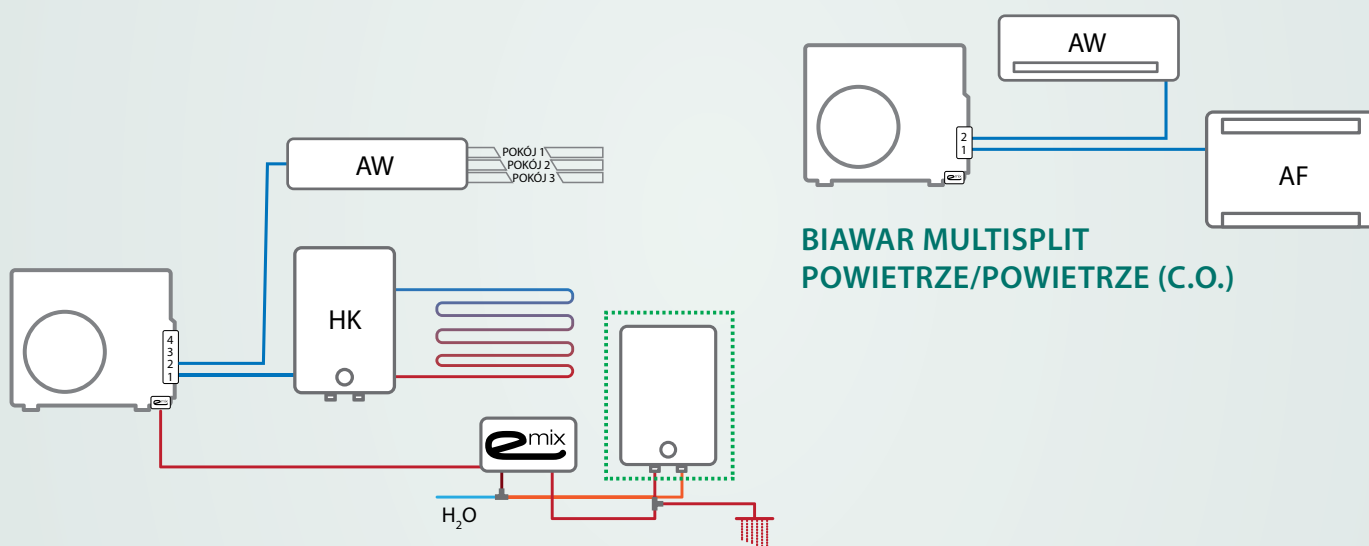 AW
POKÓJ 1
POKÓJ 2
POKÓJ 3
HK
4
3
2
1
emix
H₂O
AW
2
1
AF
BIAWAR MULTISPLIT
POWIETRZE/POWIETRZE (C.O.)